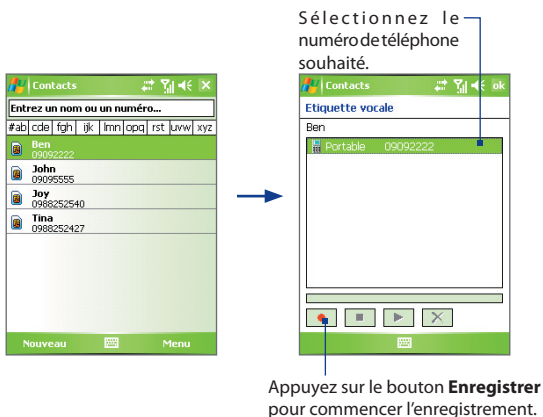 Sélectionnez le
numéro de téléphone
souhaité.
Contacts
Entrez un nom ou un numéro...
#ab cde fgh ijk lmn opq rst uvw xyz
Ben
09092222
John
09095555
Joy
0988252540
Tina
0988252427
Nouveau Menu
Contacts ok
Etiquette vocale
Ben
Portable 09092222
Appuyez sur le bouton Enregistrer
pour commencer l'enregistrement.